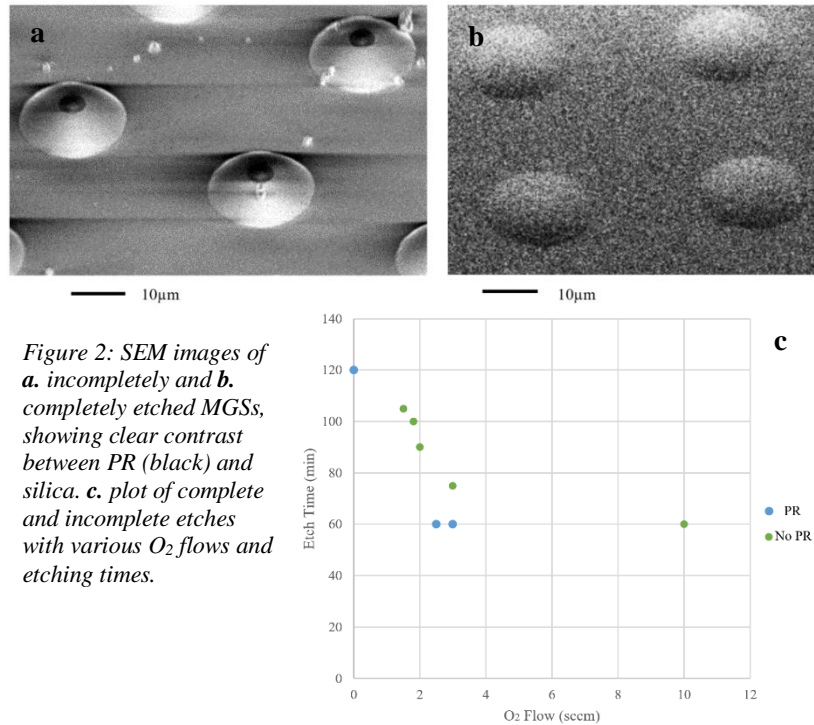 a
b
10µm
10µm
Figure 2: SEM images of
a. incompletely and b.
completely etched MGSs,
showing clear contrast
between PR (black) and
silica. c. plot of complete
and incomplete etches
with various O₂ flows and
etching times.
c
140
120
100
80
60
40
20
0
Etch Time (min)
0 2 4 6 8 10 12
O₂ Flow (sccm)
PR
No PR